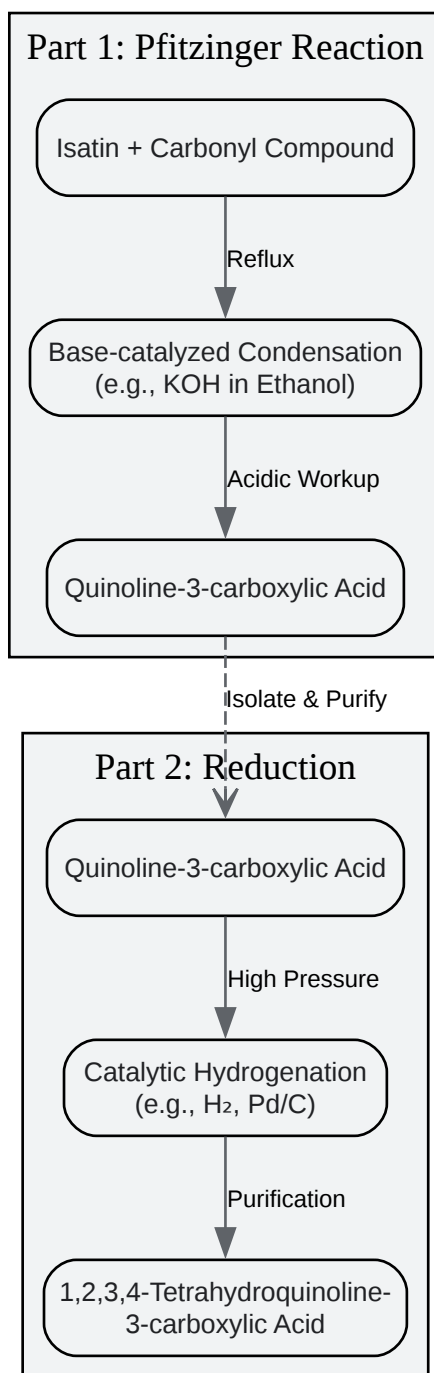 Part 1: Pfitzinger Reaction
Isatin + Carbonyl Compound
Reflux
Base-catalyzed Condensation
(e.g., KOH in Ethanol)
Acidic Workup
Quinoline-3-carboxylic Acid
Isolate & Purify
Part 2: Reduction
Quinoline-3-carboxylic Acid
High Pressure
Catalytic Hydrogenation
(e.g., H₂, Pd/C)
Purification
1,2,3,4-Tetrahydroquinoline-
3-carboxylic Acid